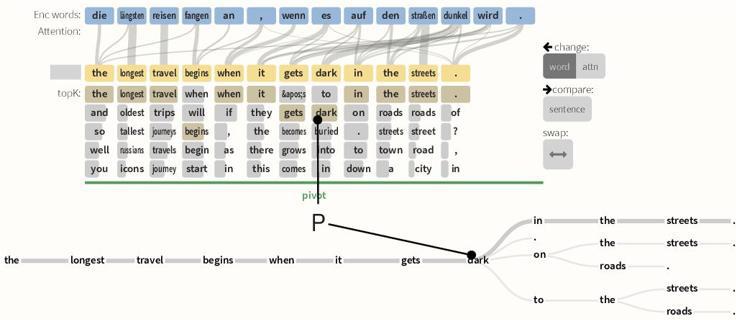 Enc words: die längsten reisen fangen an , wenn es auf den straßen dunkel wird .
Attention:
the longest travel begins when it gets dark in the streets .
topK: the longest travel when when it &apos;s to in the streets .
and oldest trips will if they gets dark on roads roads of
so tallest journeys begins , the becomes buried . streets street ?
well russians travels begin as there grows into to town road ,
you icons journey start in this comes in down a city in
change:
word attn
compare:
sentence
swap:
pivot
P
the longest travel begins when it gets dark
in the streets .
.
on the streets .
roads .
to the streets .
roads .